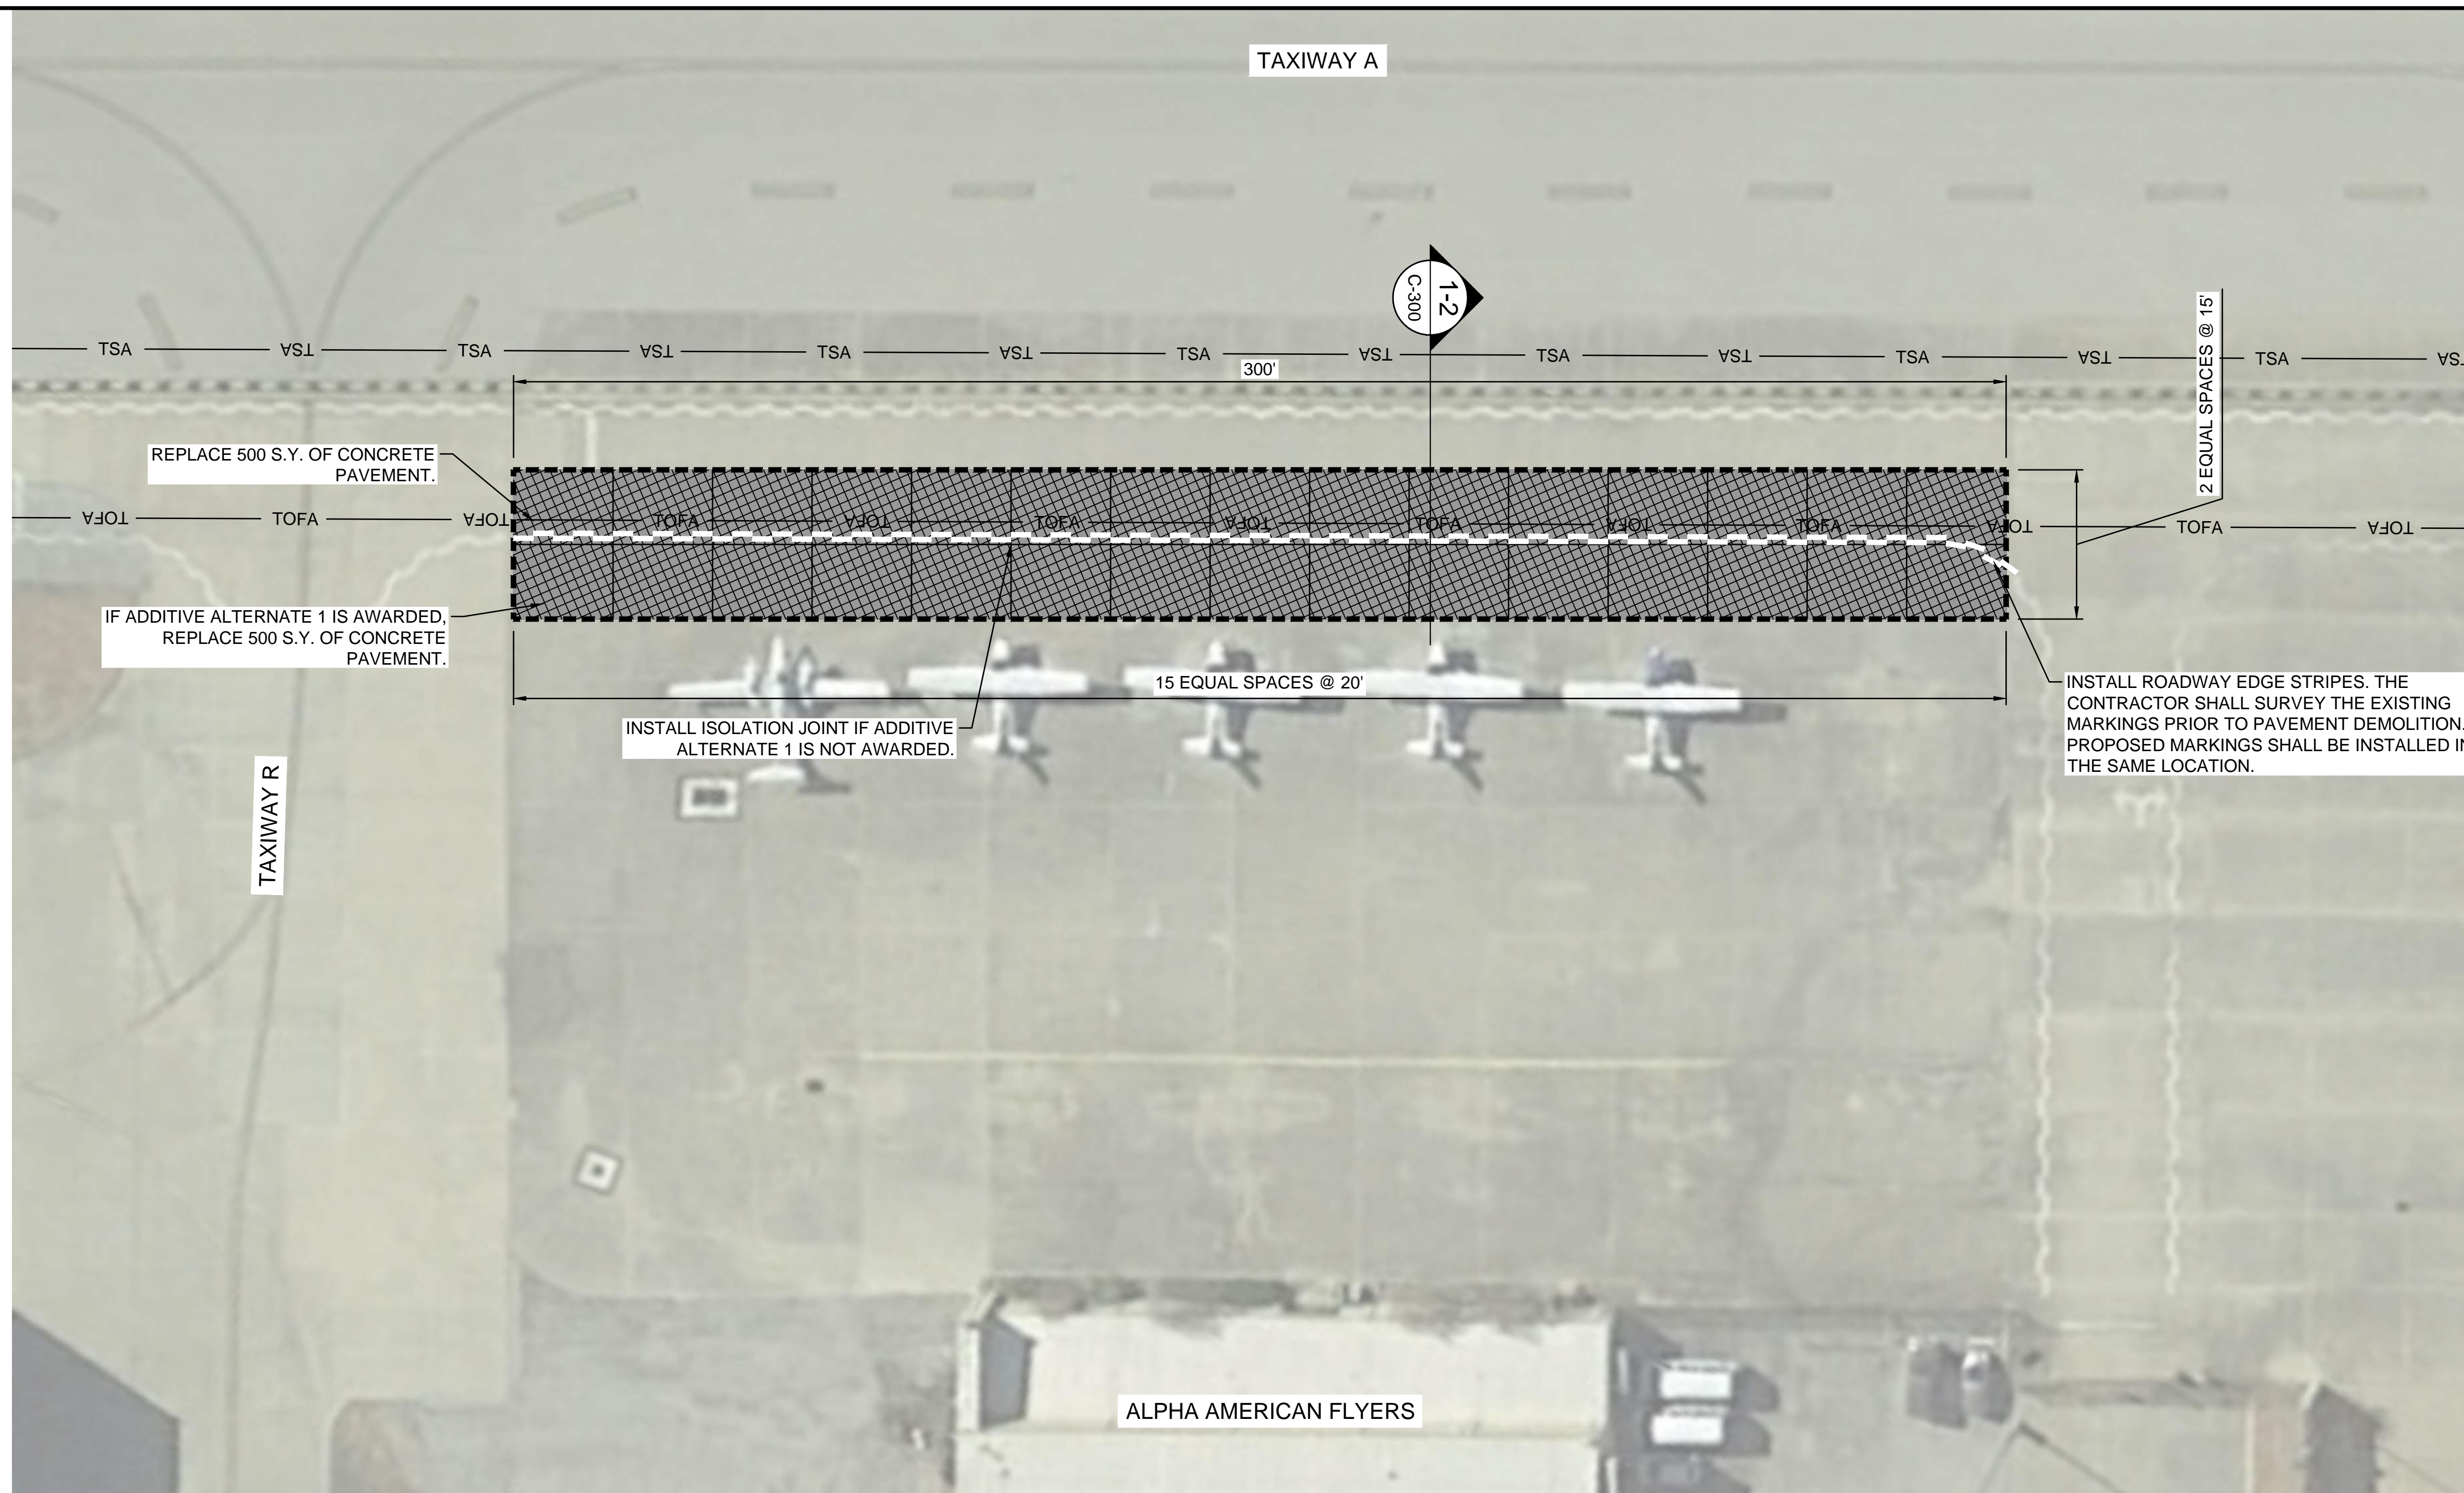 TAXIWAY A
1-2
C-300
2 EQUAL SPACES @ 15'
TSA TSA TSA TSA TSA TSA TSA TSA TSA TSA TSA TSA TSA
300'
REPLACE 500 S.Y. OF CONCRETE
PAVEMENT.
TOFA TOFA TOFA TOFA TOFA TOFA TOFA TOFA TOFA TOFA TOFA TOFA TOFA
IF ADDITIVE ALTERNATE 1 IS AWARDED,
REPLACE 500 S.Y. OF CONCRETE
PAVEMENT.
15 EQUAL SPACES @ 20'
INSTALL ISOLATION JOINT IF ADDITIVE
ALTERNATE 1 IS NOT AWARDED.
INSTALL ROADWAY EDGE STRIPES. THE
CONTRACTOR SHALL SURVEY THE EXISTING
MARKINGS PRIOR TO PAVEMENT DEMOLITION.
PROPOSED MARKINGS SHALL BE INSTALLED IN
THE SAME LOCATION.
TAXIWAY R
ALPHA AMERICAN FLYERS